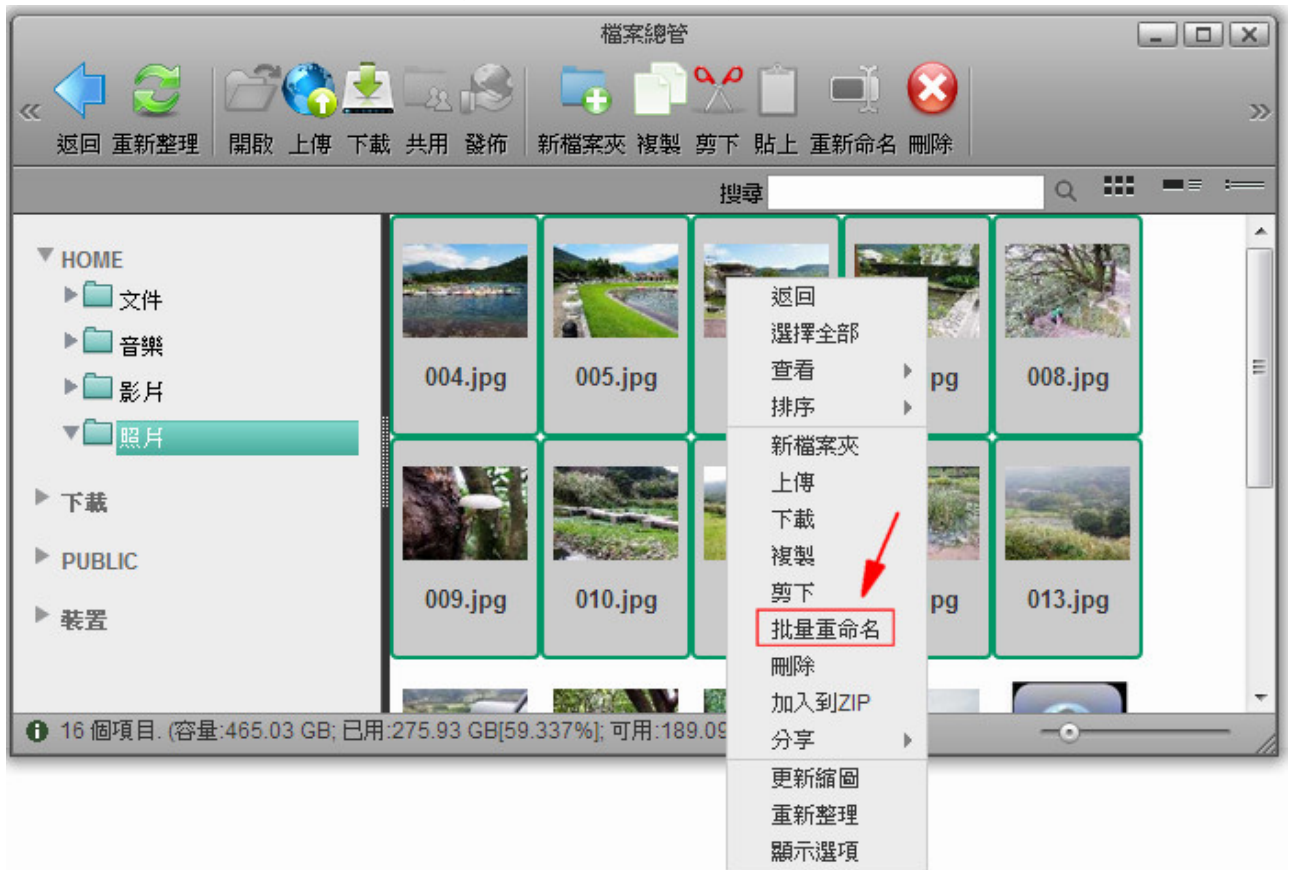 檔案總管
返回 重新整理 開啟 上傳 下載 共用 發佈 新檔案夾 複製 剪下 貼上 重新命名 刪除
搜尋
HOME
文件
音樂
影片
照片
下載
PUBLIC
裝置
004.jpg 005.jpg pg 008.jpg
009.jpg 010.jpg pg 013.jpg
返回
選擇全部
查看
排序
新檔案夾
上傳
下載
複製
剪下
批量重命名
刪除
加入到ZIP
分享
更新縮圖
重新整理
顯示選項
16 個項目. (容量:465.03 GB; 已用:275.93 GB[59.337%]; 可用:189.09